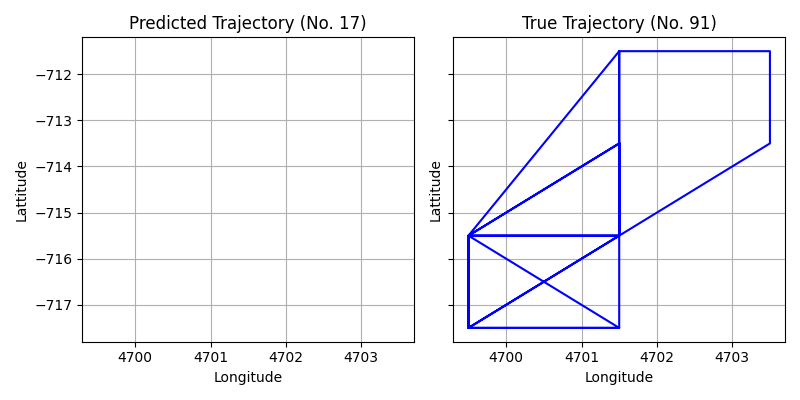 Predicted Trajectory (No. 17)
True Trajectory (No. 91)
Lattitude
−712
−713
−714
−715
−716
−717
4700
4701
4702
4703
Longitude
Lattitude
4700
4701
4702
4703
Longitude